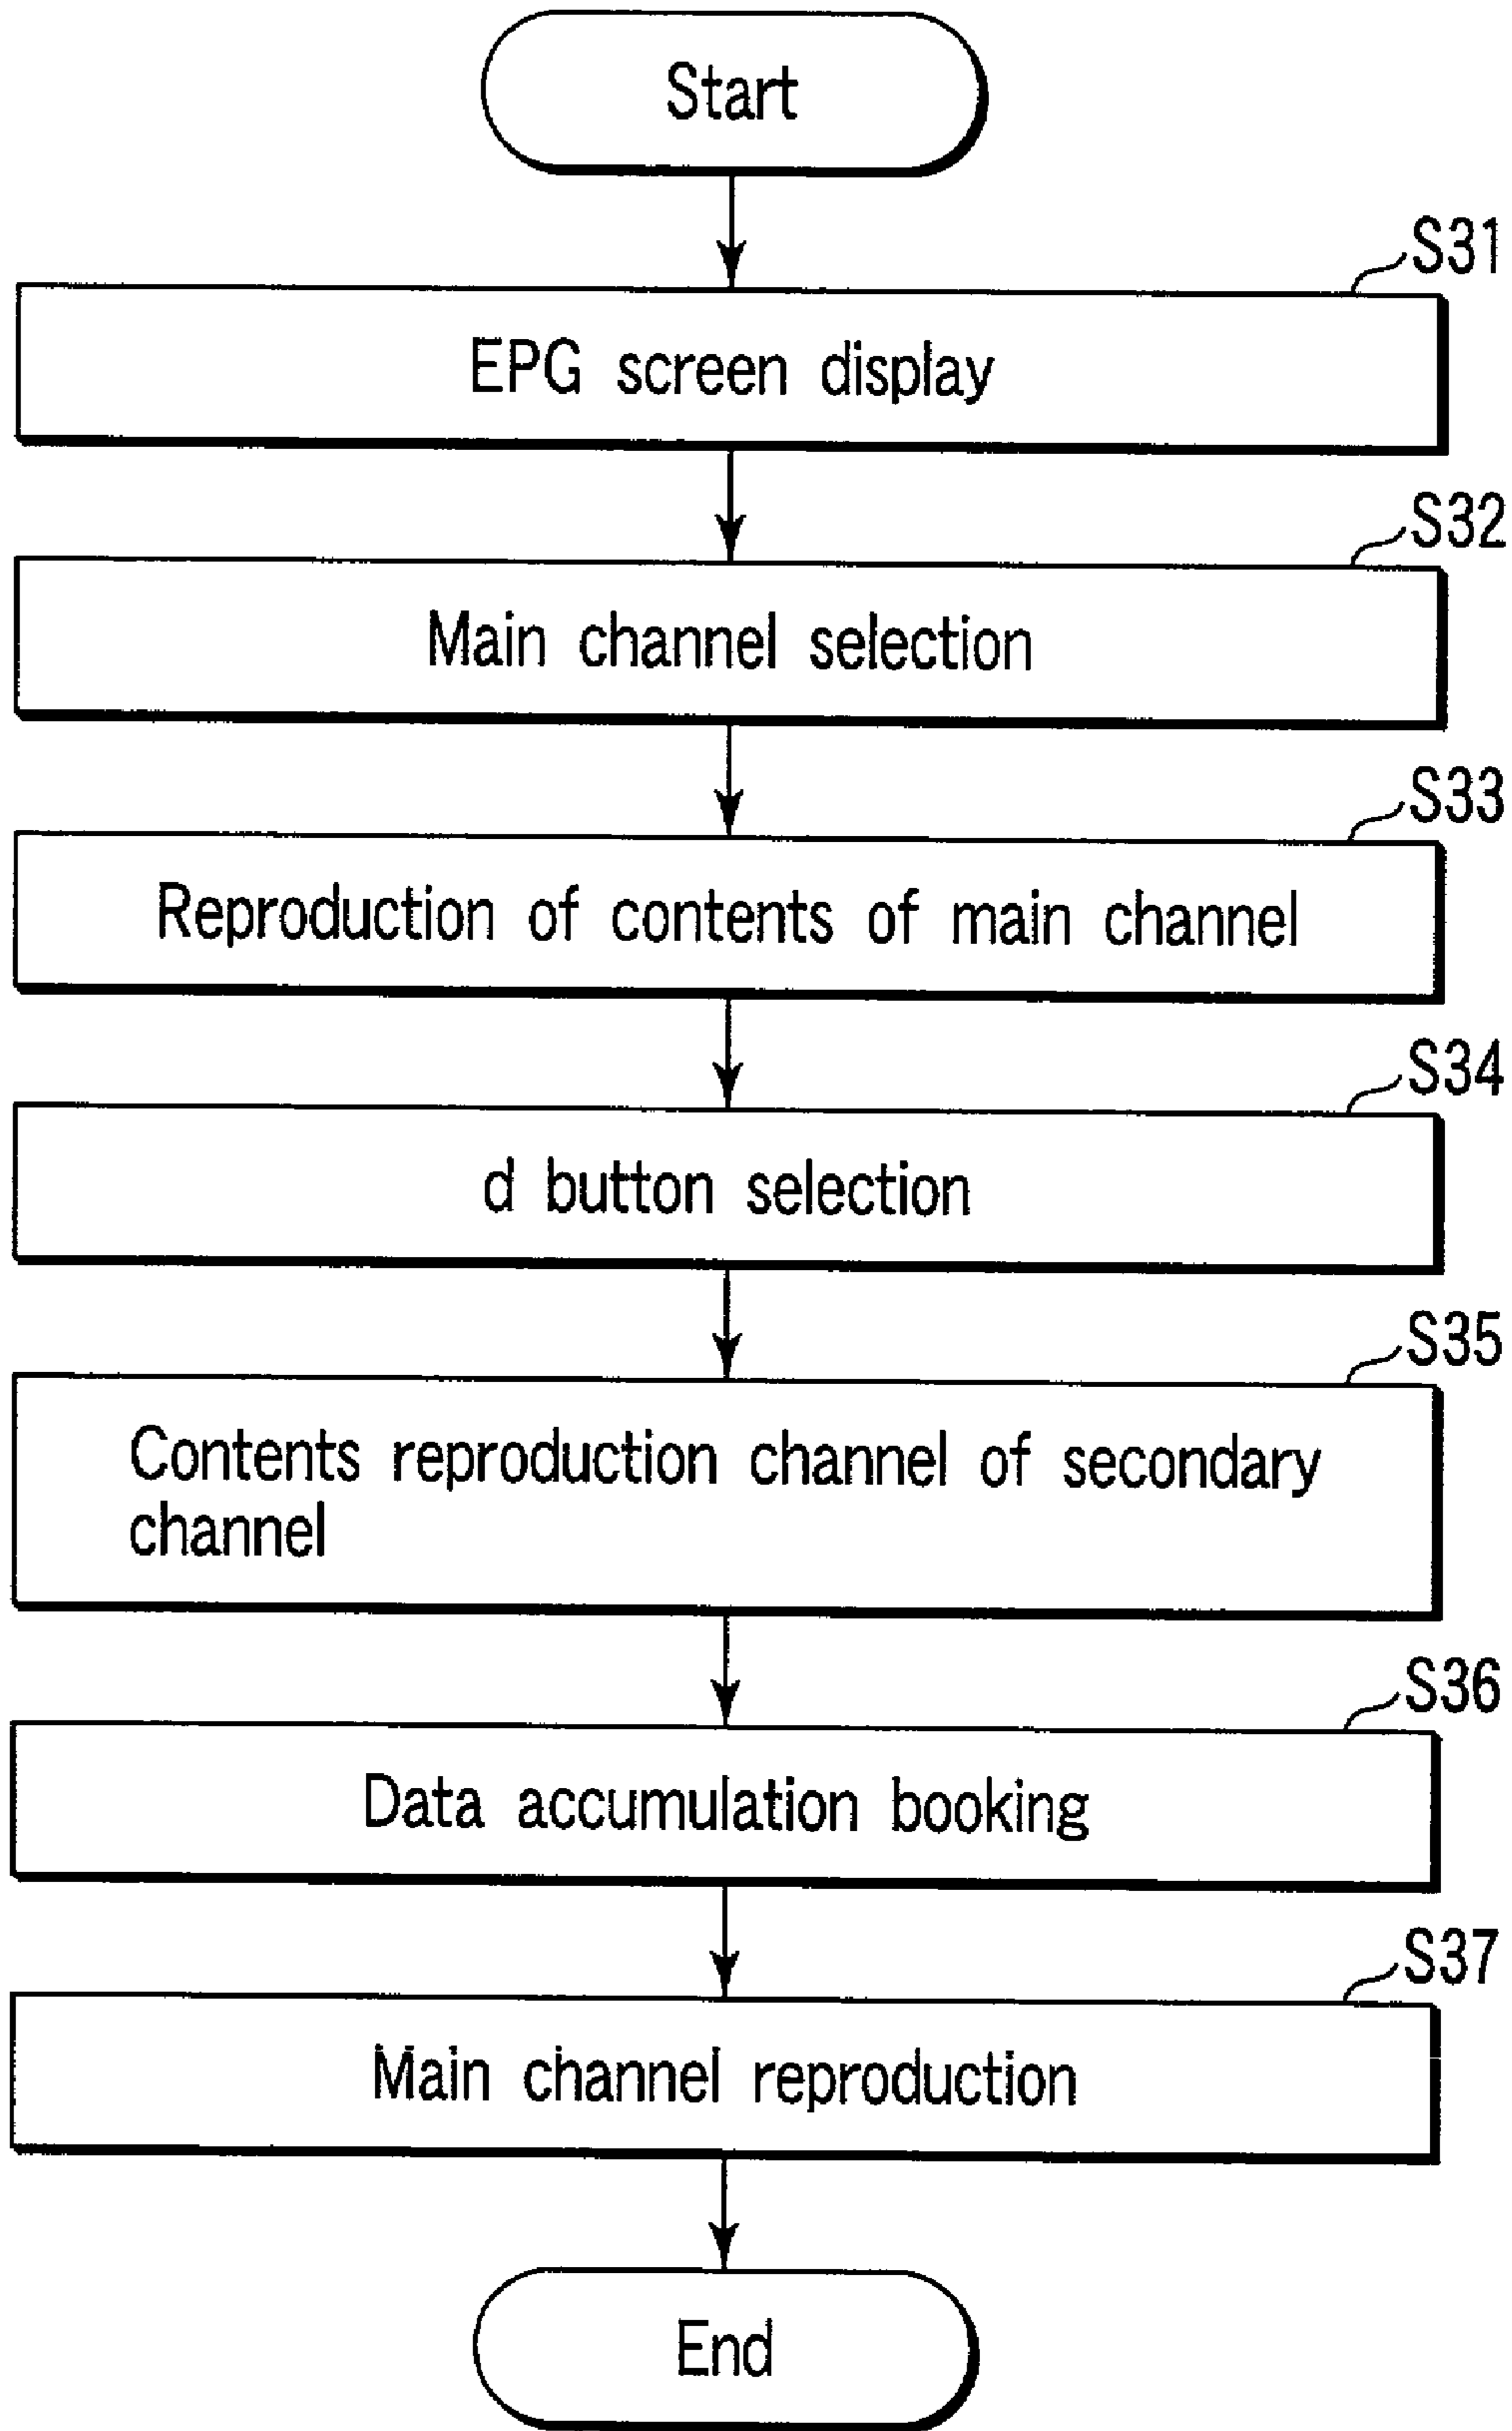 Start
S31
EPG screen display
S32
Main channel selection
S33
Reproduction of contents of main channel
S34
d button selection
S35
Contents reproduction channel of secondary
channel
S36
Data accumulation booking
S37
Main channel reproduction
End